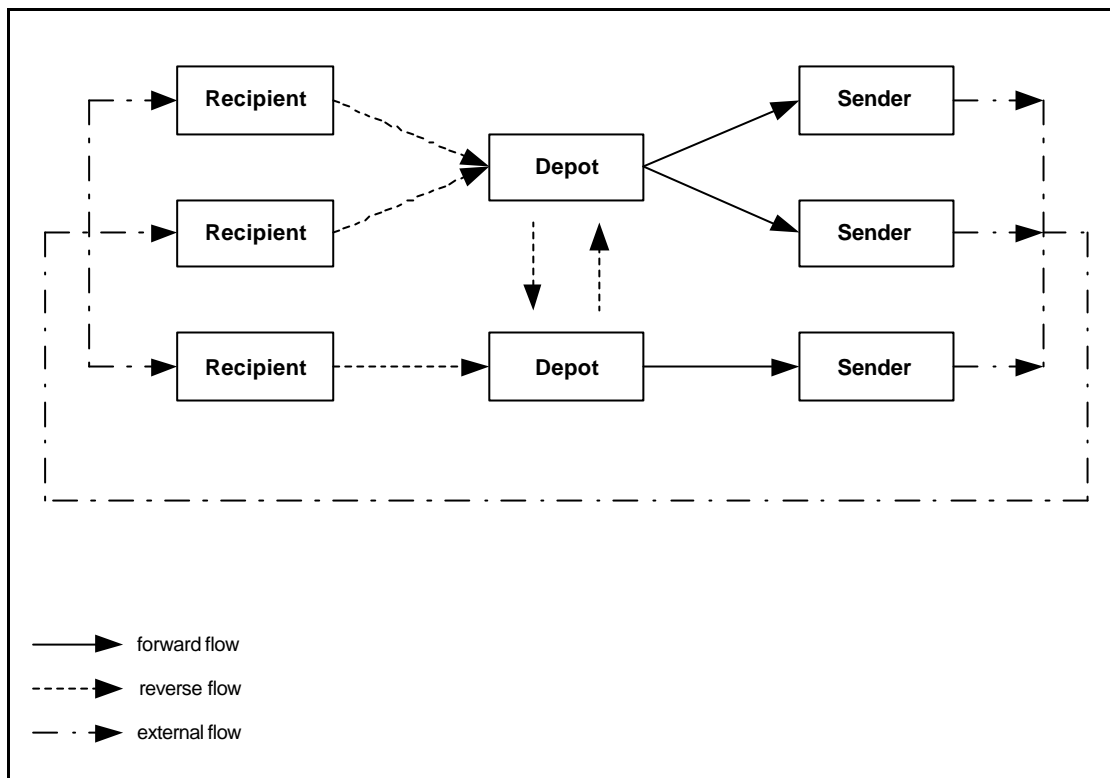 Recipient
Sender
Depot
Recipient
Sender
Recipient
Depot
Sender
forward flow
reverse flow
external flow